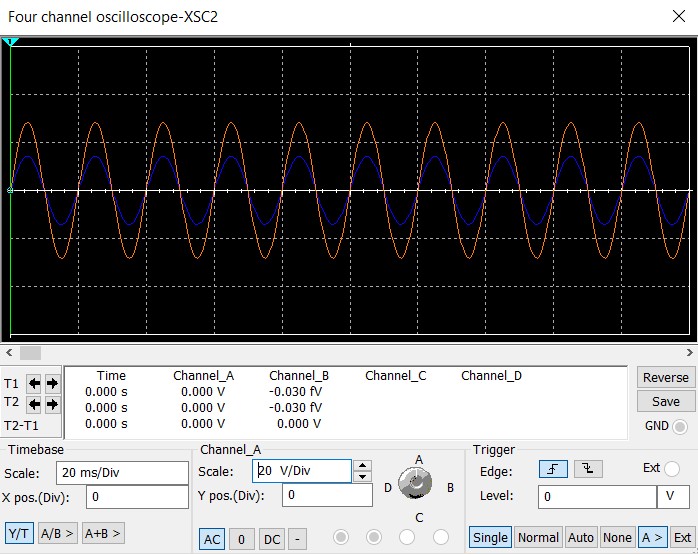 Four channel oscilloscope-XSC2
1
Time Channel_A Channel_B Channel_C Channel_D
T1 0.000 s 0.000 V -0.030 fV
T2 0.000 s 0.000 V -0.030 fV
T2-T1 0.000 s 0.000 V 0.000 V
Reverse
Save
GND
Timebase
Scale: 20 ms/Div
X pos.(Div): 0
Y/T A/B > A+B >
Channel_A
Scale: 20 V/Div
Y pos.(Div): 0
AC 0 DC -
A
D B
C
Trigger
Edge: Ext
Level: 0 V
Single Normal Auto None A > Ext